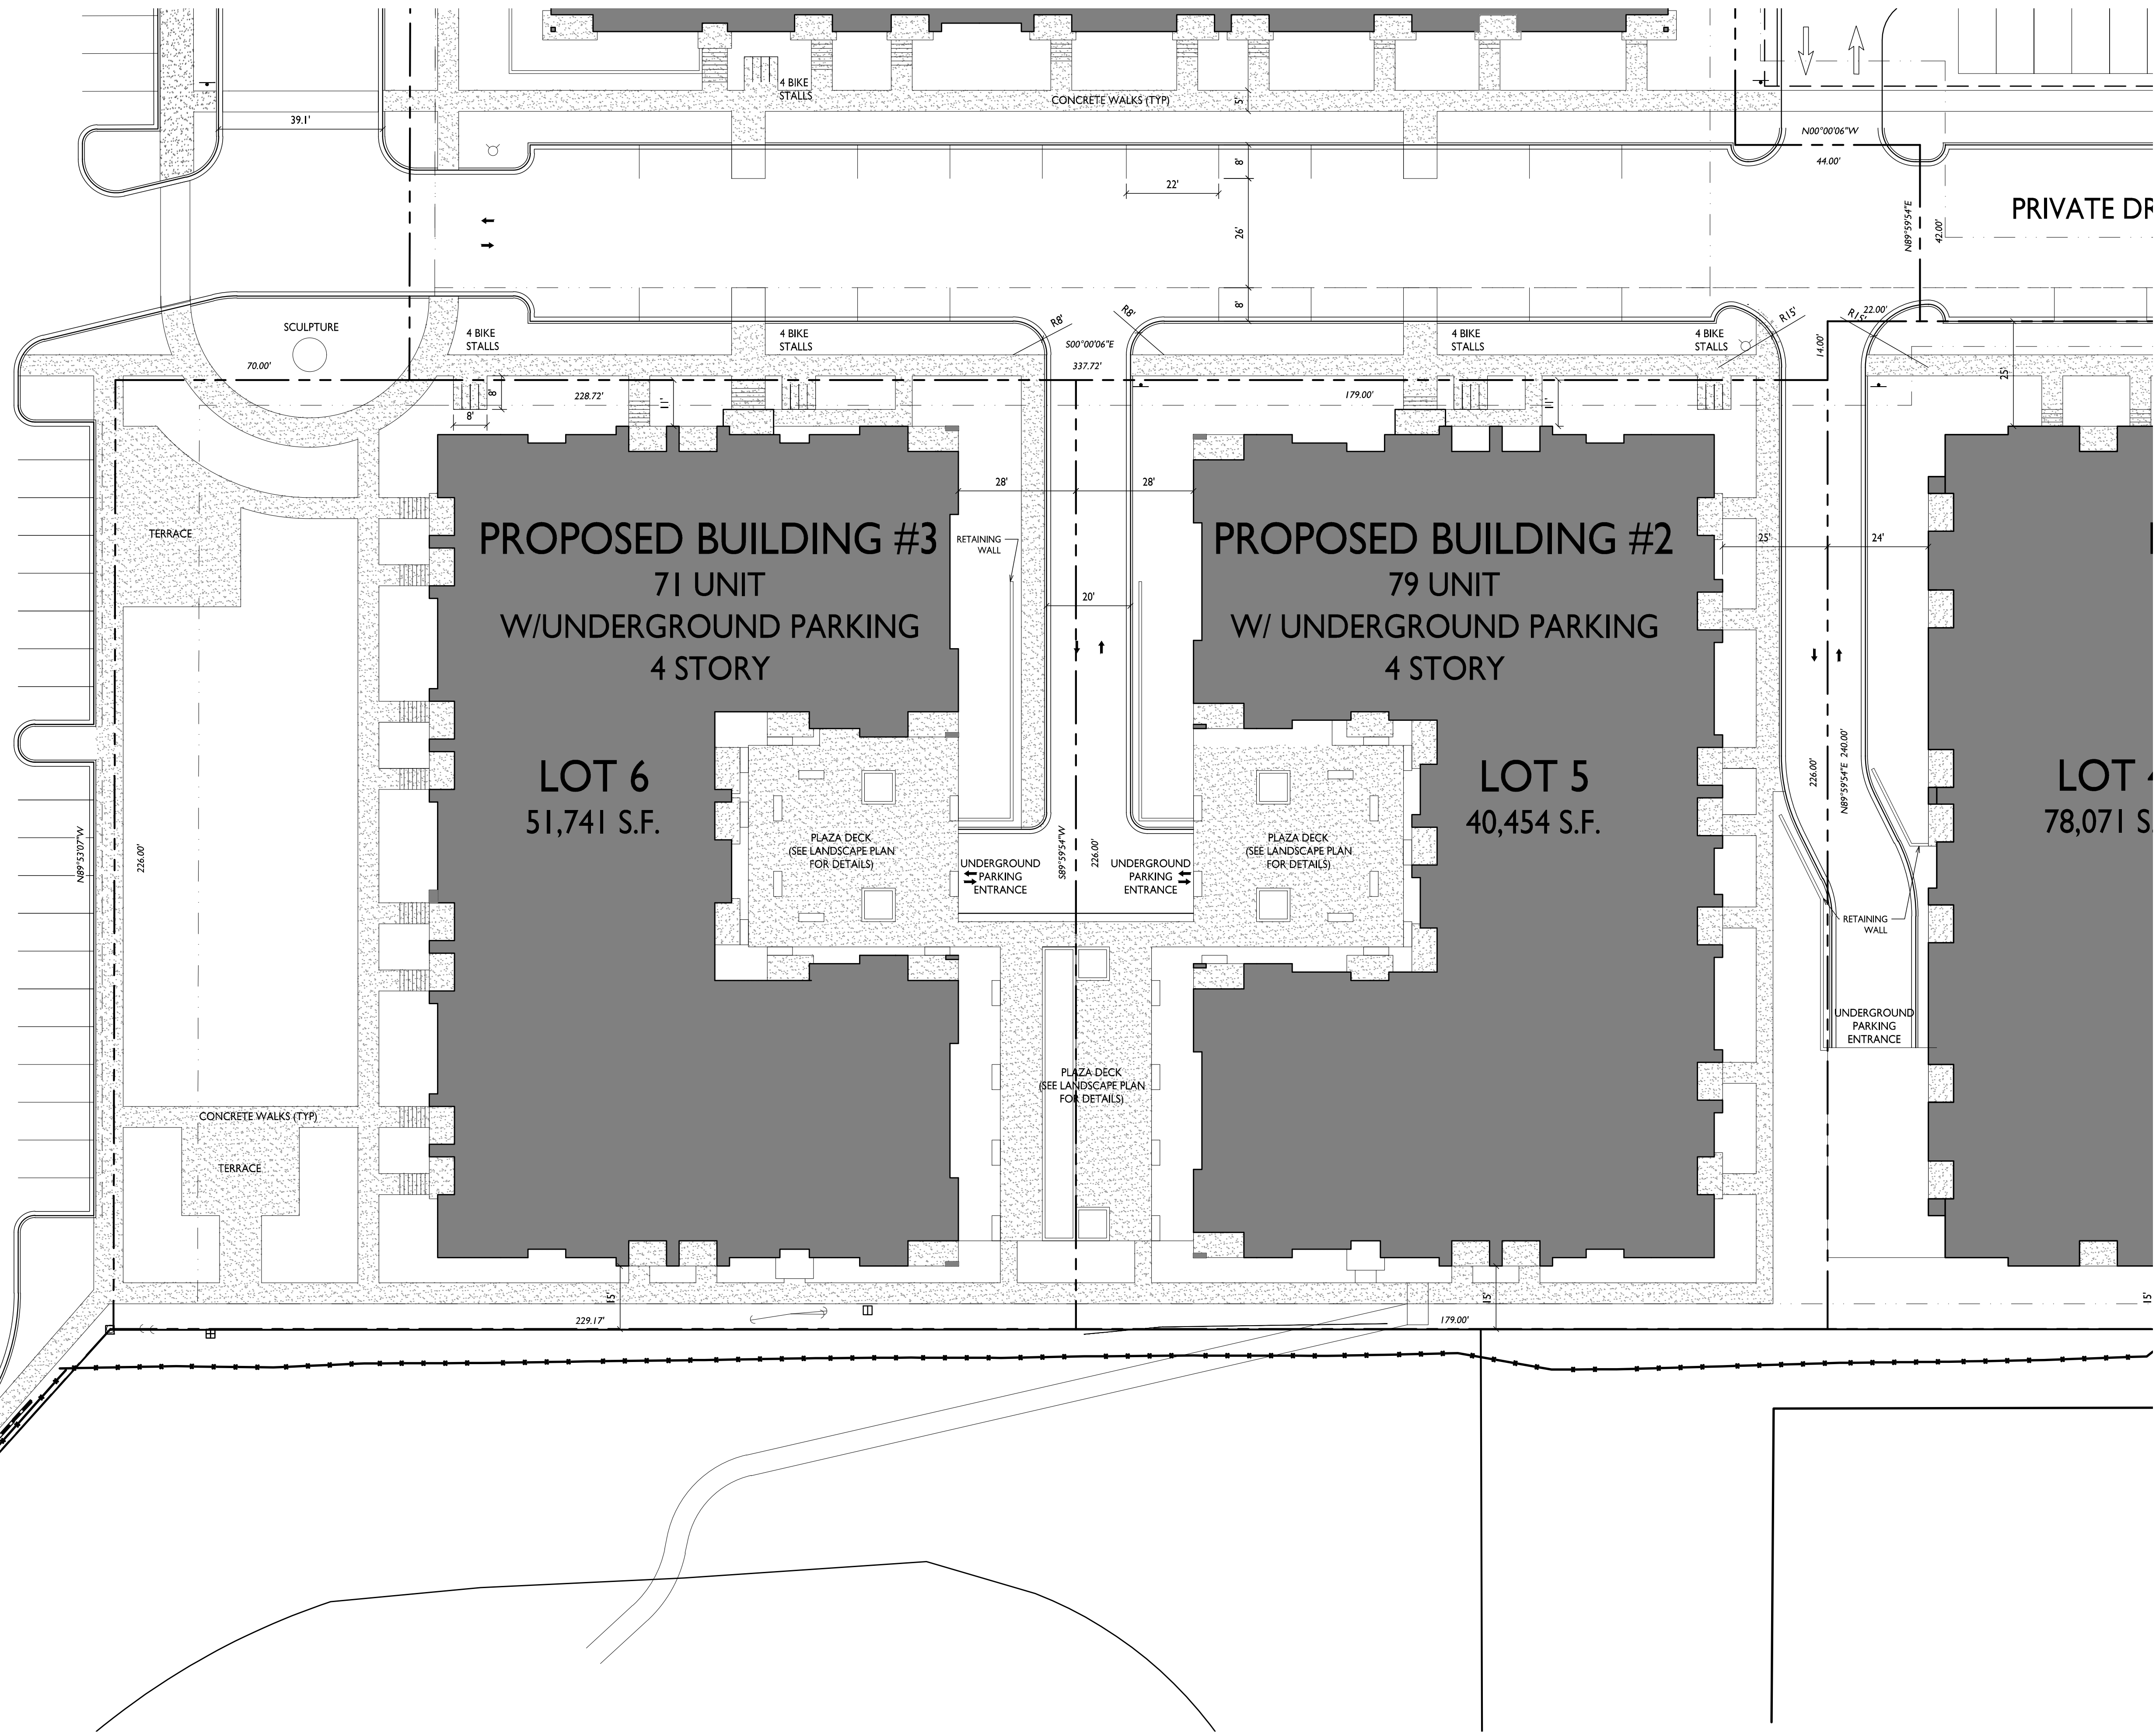 4 BIKE
STALLS
CONCRETE WALKS (TYP)
5'
39.1'
N00°00'06"W
44.00'
8'
22'
26'
N89°59'54"E
42.00'
PRIVATE DR
8'
SCULPTURE
4 BIKE
STALLS
4 BIKE
STALLS
R8'
R8'
S00°00'06"E
4 BIKE
STALLS
4 BIKE
STALLS
R15'
R15'
22.00'
14.00'
70.00'
337.72'
8'
8'
228.72'
11'
179.00'
11'
25'
28'
28'
TERRACE
PROPOSED BUILDING #3
71 UNIT
W/UNDERGROUND PARKING
4 STORY
RETAINING
WALL
20'
PROPOSED BUILDING #2
79 UNIT
W/ UNDERGROUND PARKING
4 STORY
25'
24'
LOT 6
51,741 S.F.
LOT 5
40,454 S.F.
226.00'
N89°59'54"E 240.00'
LOT
78,071 S
N89°53'07"W
226.00'
PLAZA DECK
(SEE LANDSCAPE PLAN
FOR DETAILS)
UNDERGROUND
PARKING
ENTRANCE
S89°59'54"W
226.00'
UNDERGROUND
PARKING
ENTRANCE
PLAZA DECK
(SEE LANDSCAPE PLAN
FOR DETAILS)
RETAINING
WALL
UNDERGROUND
PARKING
ENTRANCE
PLAZA DECK
(SEE LANDSCAPE PLAN
FOR DETAILS)
CONCRETE WALKS (TYP)
TERRACE
15'
15'
15'
229.17'
179.00'